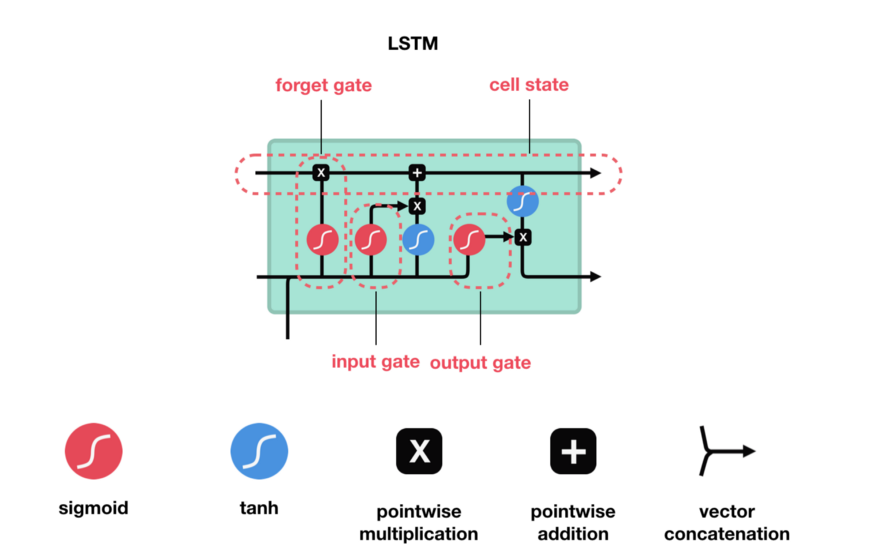 LSTM
forget gate
cell state
X
+
X
X
input gate
output gate
X
+
sigmoid
tanh
pointwise
multiplication
pointwise
addition
vector
concatenation